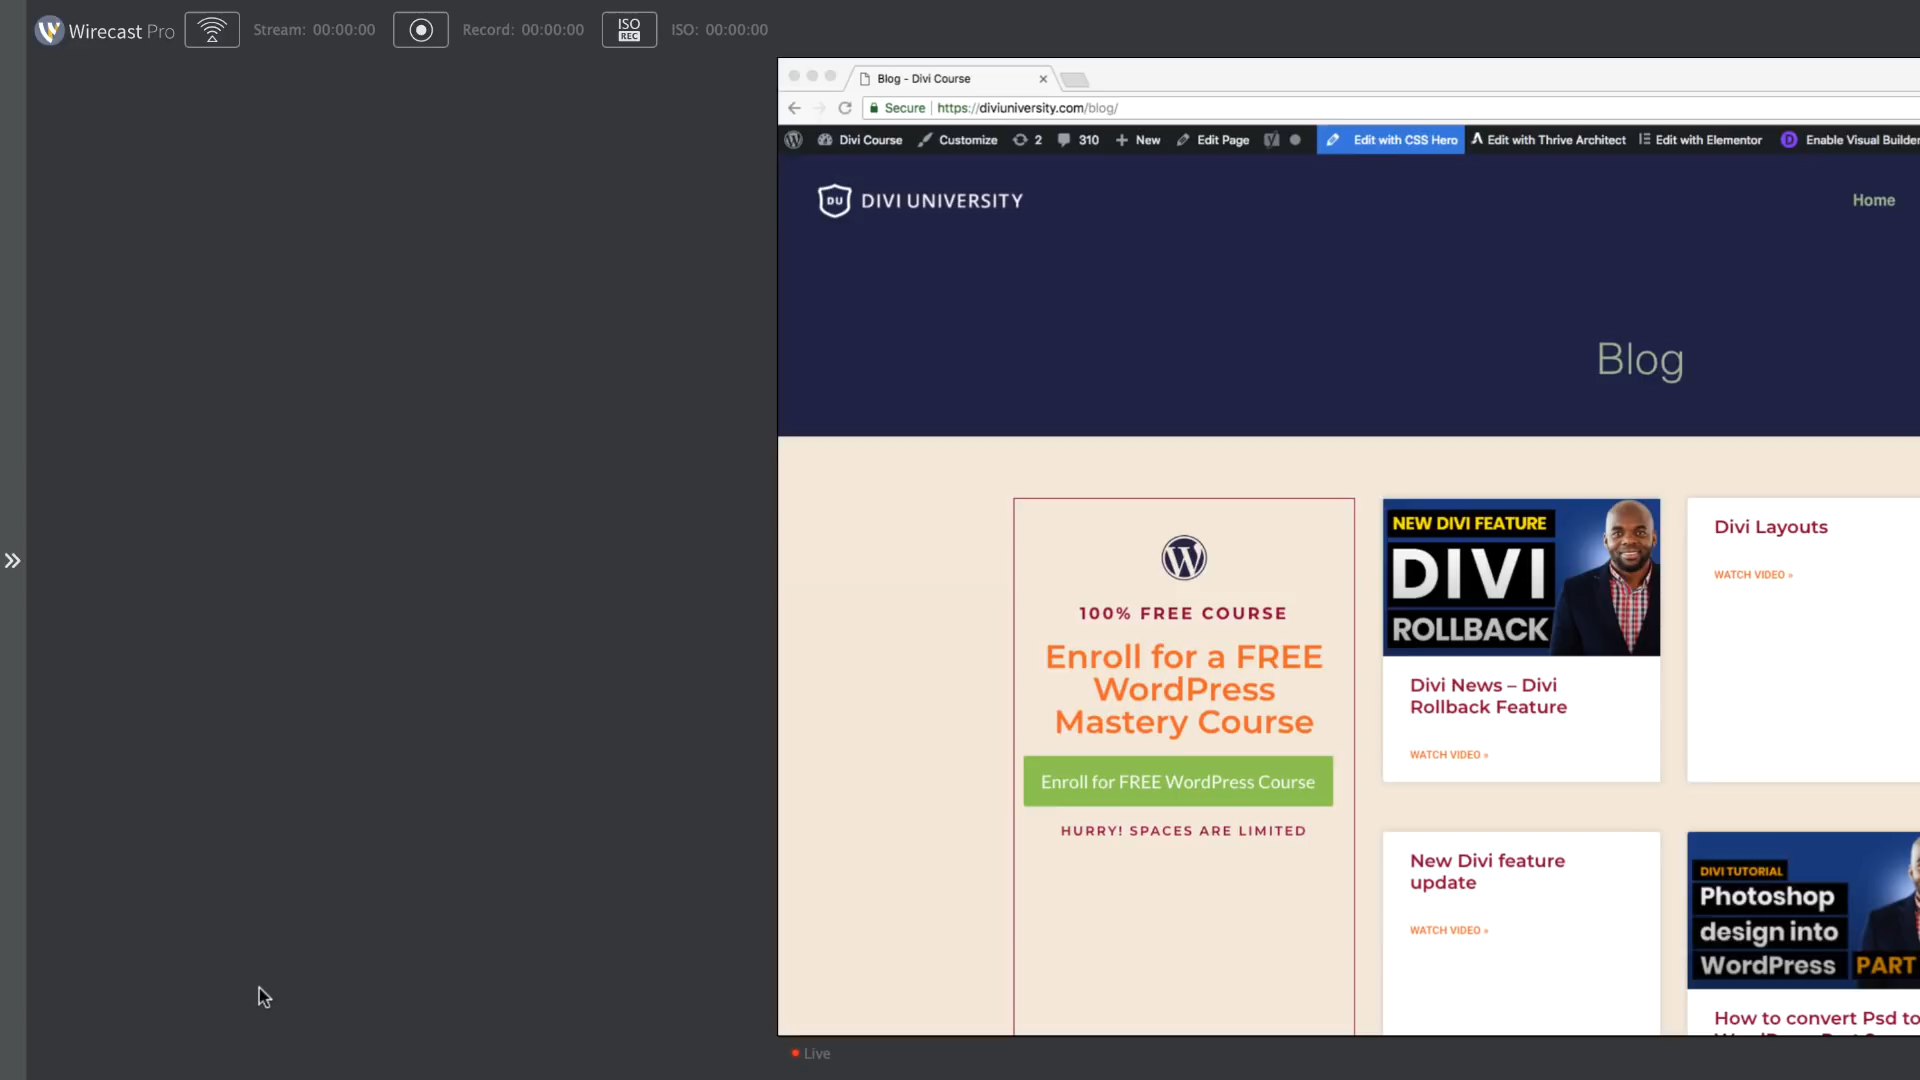 Wirecast Pro
Stream: 00:00:00
Record: 00:00:00
ISO
REC
ISO: 00:00:00
Blog - Divi Course
Secure
https://diviuniversity.com/blog/
Divi Course
Customize
2
310
New
Edit Page
Edit with CSS Hero
Edit with Thrive Architect
Edit with Elementor
D
Enable Visual Builder
DU
DIVI UNIVERSITY
Home
Blog
100% FREE COURSE
Enroll for a FREE
WordPress
Mastery Course
Enroll for FREE WordPress Course
HURRY! SPACES ARE LIMITED
NEW DIVI FEATURE
DIVI
ROLLBACK
Divi News – Divi
Rollback Feature
WATCH VIDEO »
Divi Layouts
WATCH VIDEO »
New Divi feature
update
WATCH VIDEO »
DIVI TUTORIAL
Photoshop
design into
WordPress PART
How to convert Psd to
Live